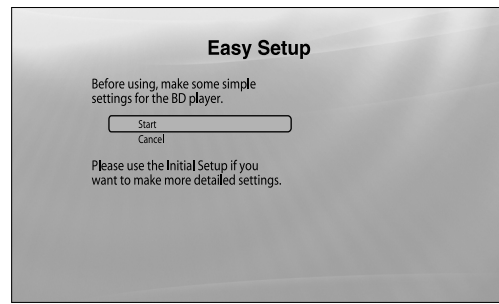 Easy Setup
Before using, make some simple
settings for the BD player.
Start
Cancel
Please use the Initial Setup if you
want to make more detailed settings.